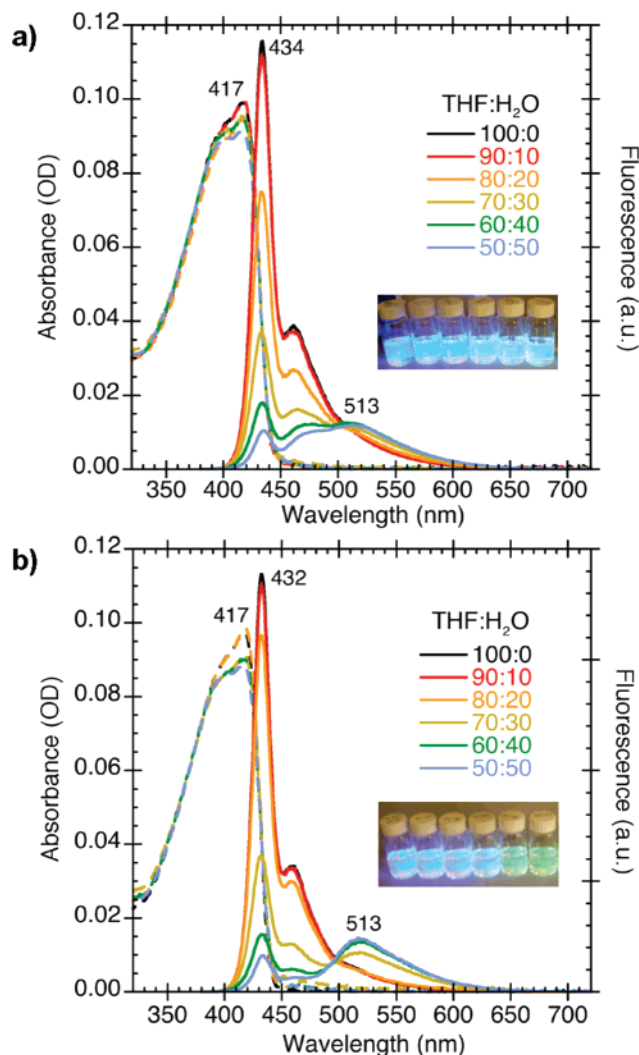 a)
417
434
THF:H₂O
100:0
90:10
80:20
70:30
60:40
50:50
513
Absorbance (OD)
Fluorescence (a.u.)
0.12
0.10
0.08
0.06
0.04
0.02
0.00
350 400 450 500 550 600 650 700
Wavelength (nm)
b)
417
432
THF:H₂O
100:0
90:10
80:20
70:30
60:40
50:50
513
Absorbance (OD)
Fluorescence (a.u.)
0.12
0.10
0.08
0.06
0.04
0.02
0.00
350 400 450 500 550 600 650 700
Wavelength (nm)